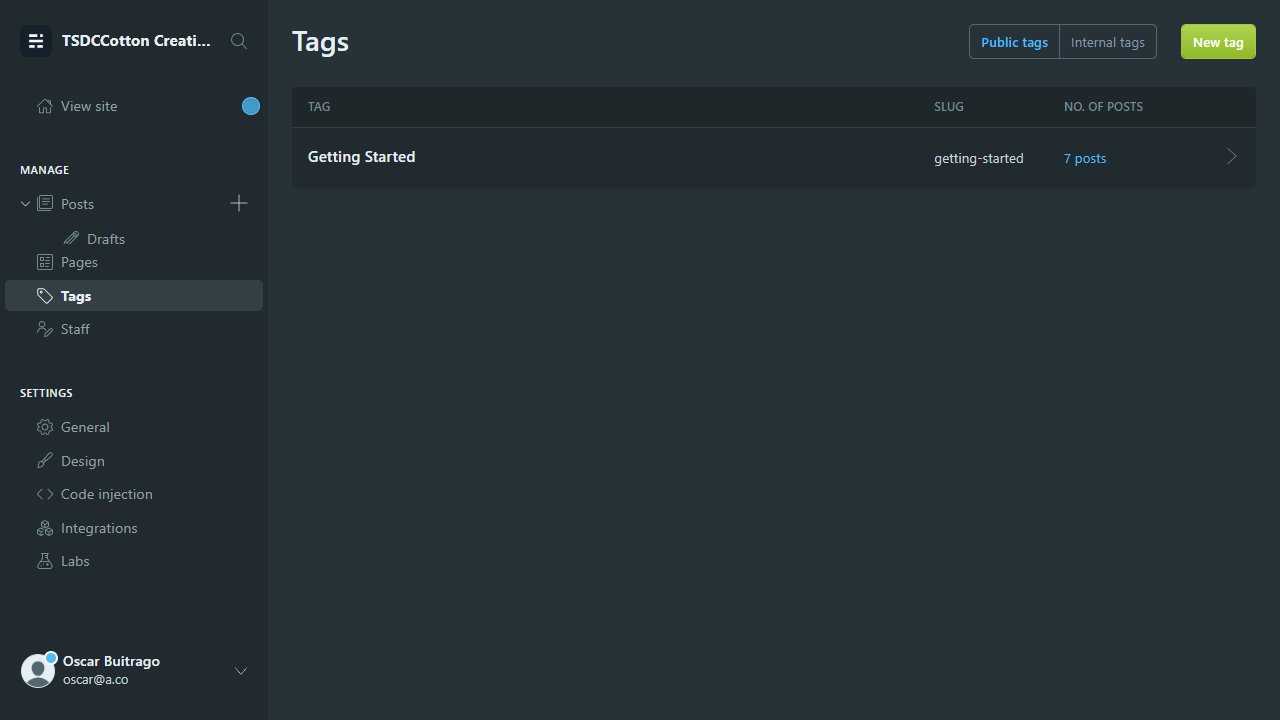 TSDCCotton Creati...
View site
MANAGE
Posts
Drafts
Pages
Tags
Staff
SETTINGS
General
Design
Code injection
Integrations
Labs
Oscar Buitrago
oscar@a.co
Tags
Public tags
Internal tags
New tag
TAG
SLUG
NO. OF POSTS
Getting Started
getting-started
7 posts